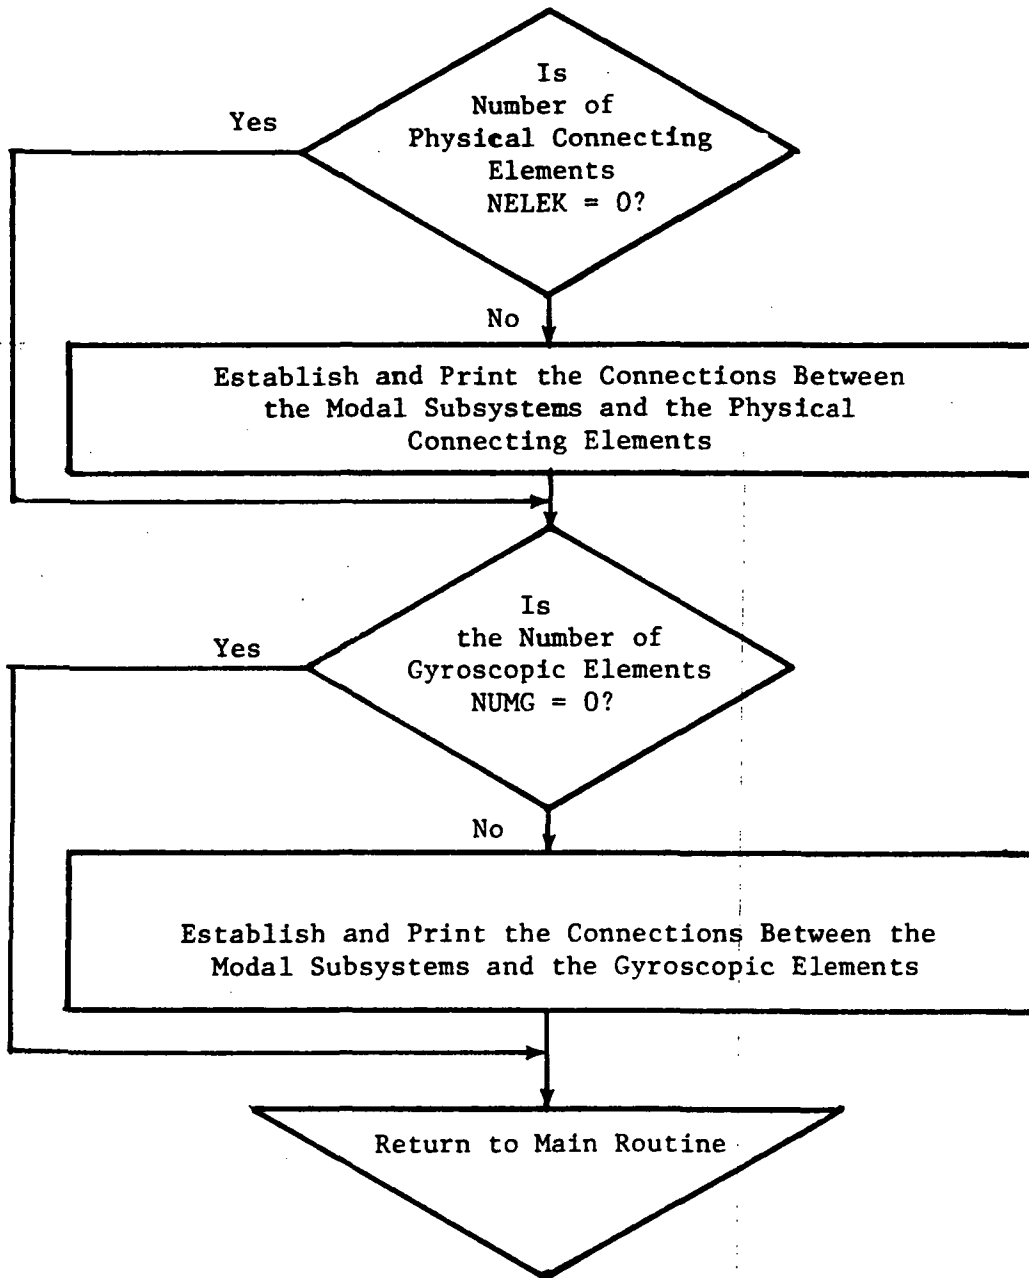 Is
Number of
Physical Connecting
Elements
NELEK = 0?
Yes
No
Establish and Print the Connections Between
the Modal Subsystems and the Physical
Connecting Elements
Is
the Number of
Gyroscopic Elements
NUMG = 0?
Yes
No
Establish and Print the Connections Between the
Modal Subsystems and the Gyroscopic Elements
Return to Main Routine